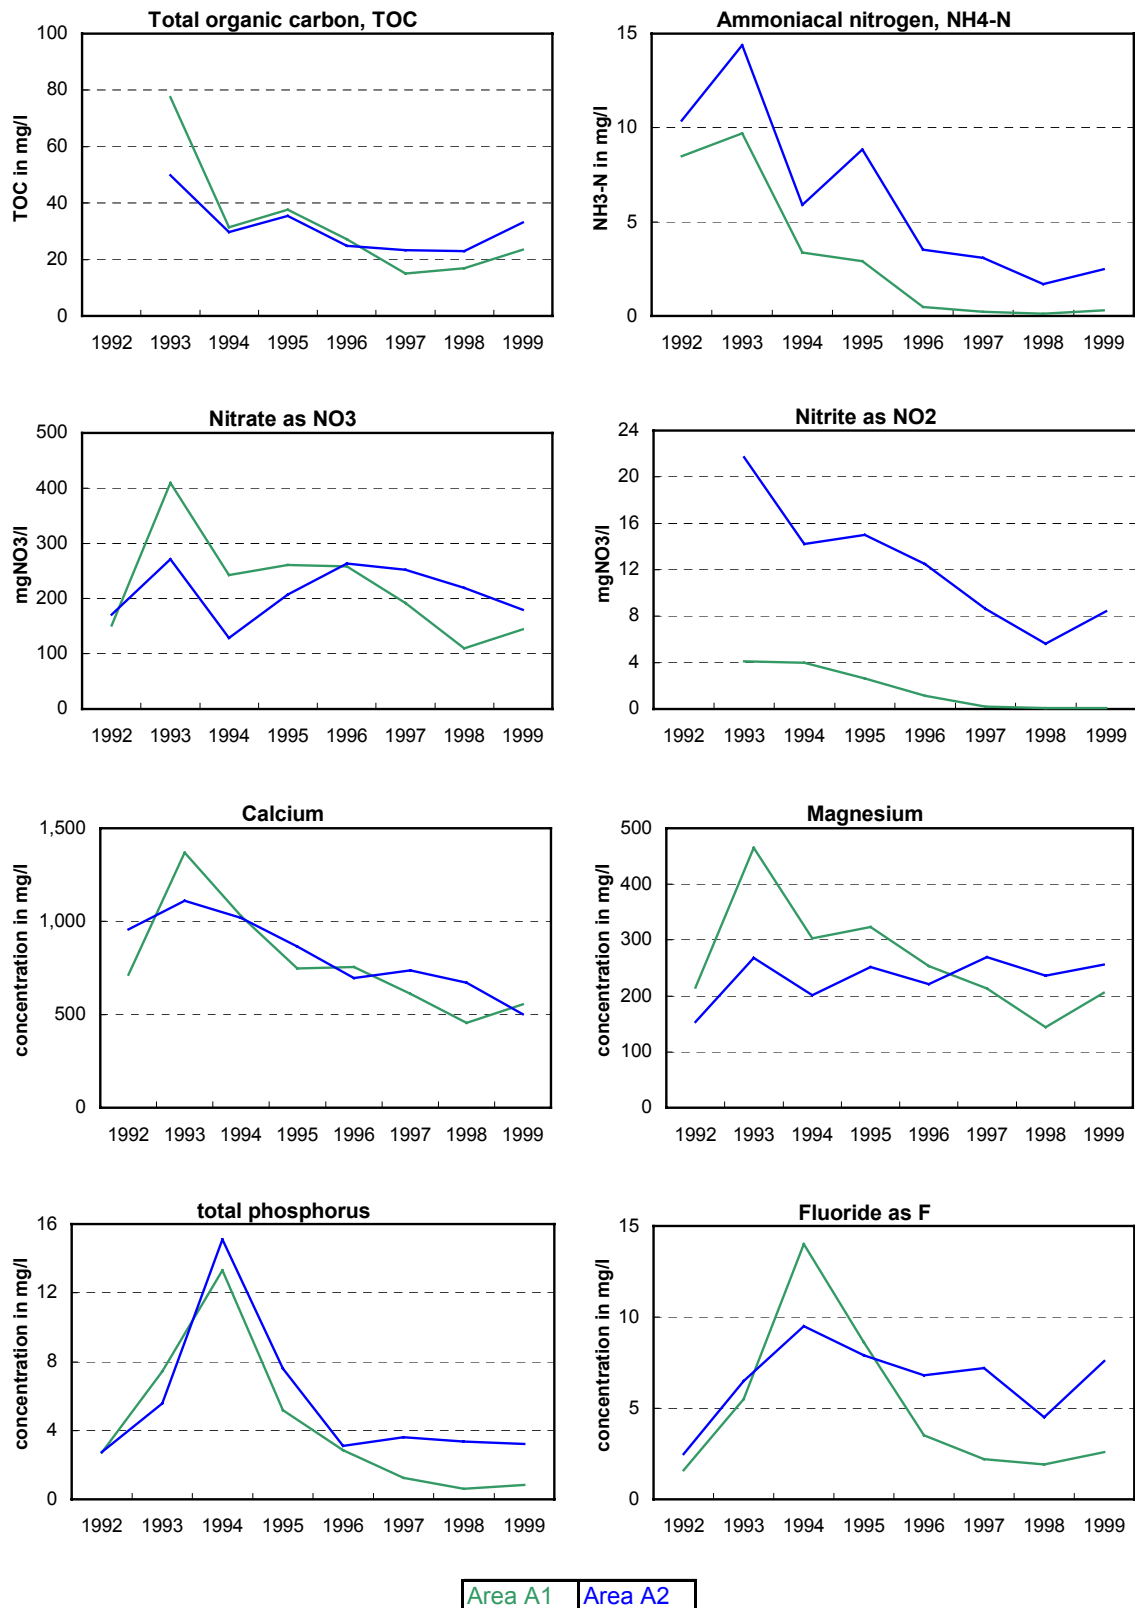 Total organic carbon, TOC
TOC in mg/l
100
80
60
40
20
0
1992 1993 1994 1995 1996 1997 1998 1999
Ammoniacal nitrogen, NH4-N
NH3-N in mg/l
15
10
5
0
1992 1993 1994 1995 1996 1997 1998 1999
Nitrate as NO3
mgNO3/l
500
400
300
200
100
0
1992 1993 1994 1995 1996 1997 1998 1999
Nitrite as NO2
mgNO3/l
24
20
16
12
8
4
0
1992 1993 1994 1995 1996 1997 1998 1999
Calcium
concentration in mg/l
1,500
1,000
500
0
1992 1993 1994 1995 1996 1997 1998 1999
Magnesium
concentration in mg/l
500
400
300
200
100
0
1992 1993 1994 1995 1996 1997 1998 1999
total phosphorus
concentration in mg/l
16
12
8
4
0
1992 1993 1994 1995 1996 1997 1998 1999
Fluoride as F
concentration in mg/l
15
10
5
0
1992 1993 1994 1995 1996 1997 1998 1999
Area A1 Area A2